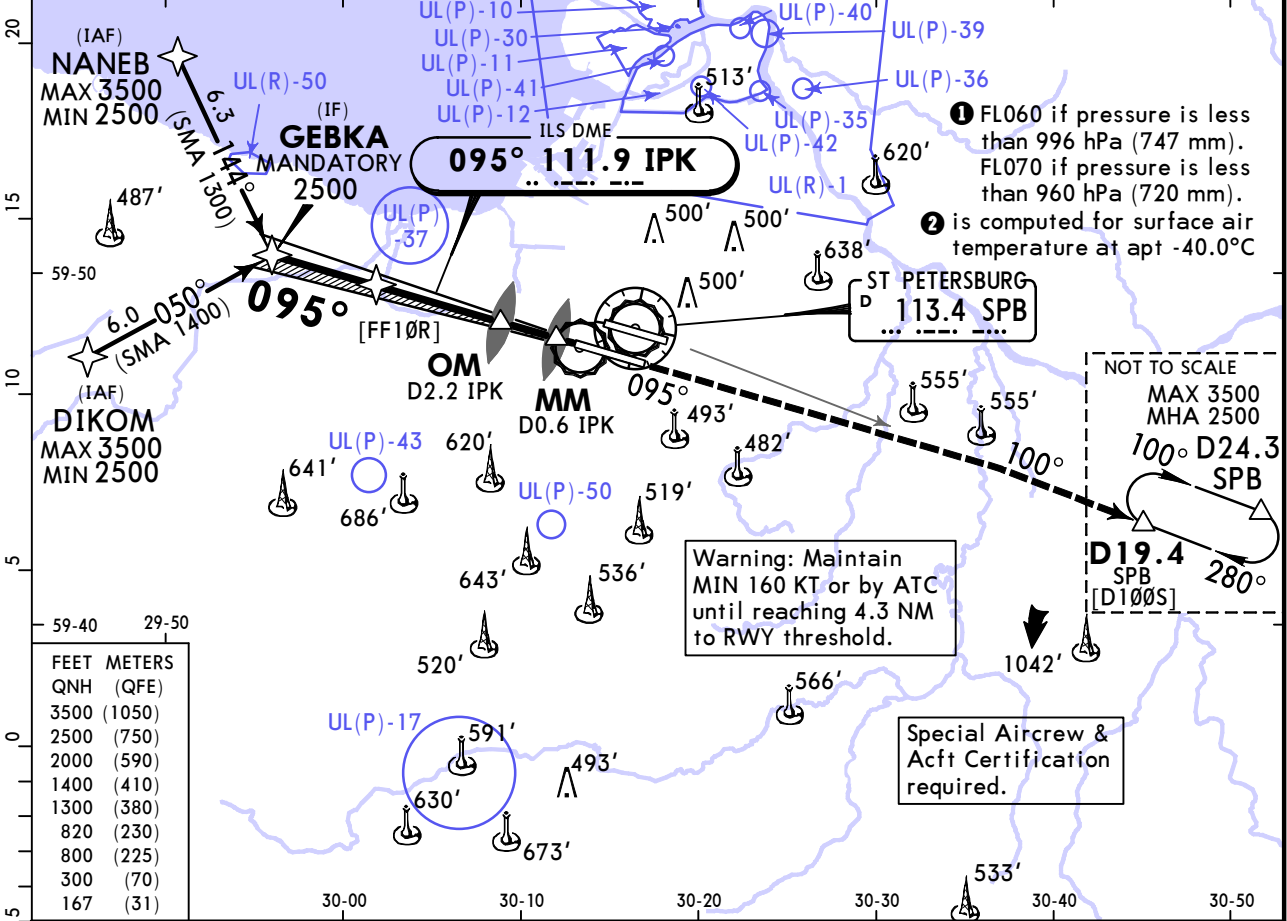 20
15
10
5
0
5
(IAF)
NANEB
MAX 3500
MIN 2500
6.3
144°
(SMA 1300)
UL(R)-50
(IF)
GEBKA
MANDATORY
2500
UL(P)-10
UL(P)-30
UL(P)-11
UL(P)-41
UL(P)-12
UL(P)-40
UL(P)-39
UL(P)-36
UL(P)-35
UL(P)-42
UL(R)-1
513'
620'
ILS DME
095° 111.9 IPK
1 FL060 if pressure is less
than 996 hPa (747 mm).
FL070 if pressure is less
than 960 hPa (720 mm).
2 is computed for surface air
temperature at apt -40.0°C
487'
UL(P)
-37
500'
500'
638'
500'
59-50
ST PETERSBURG
D
113.4 SPB
6.0
050°
(SMA 1400)
095°
[FF10R]
(IAF)
DIKOM
MAX 3500
MIN 2500
OM
D2.2 IPK
MM
D0.6 IPK
095°
493'
482'
555'
555'
100°
NOT TO SCALE
MAX 3500
MHA 2500
100°
D24.3
SPB
D19.4
SPB
[D100S]
280°
UL(P)-43
641'
686'
620'
UL(P)-50
519'
643'
536'
520'
Warning: Maintain
MIN 160 KT or by ATC
until reaching 4.3 NM
to RWY threshold.
1042'
566'
Special Aircrew &
Acft Certification
required.
59-40
29-50
FEET METERS
QNH (QFE)
3500 (1050)
2500 (750)
2000 (590)
1400 (410)
1300 (380)
820 (230)
800 (225)
300 (70)
167 (31)
UL(P)-17
591'
493'
630'
673'
533'
30-00
30-10
30-20
30-30
30-40
30-50